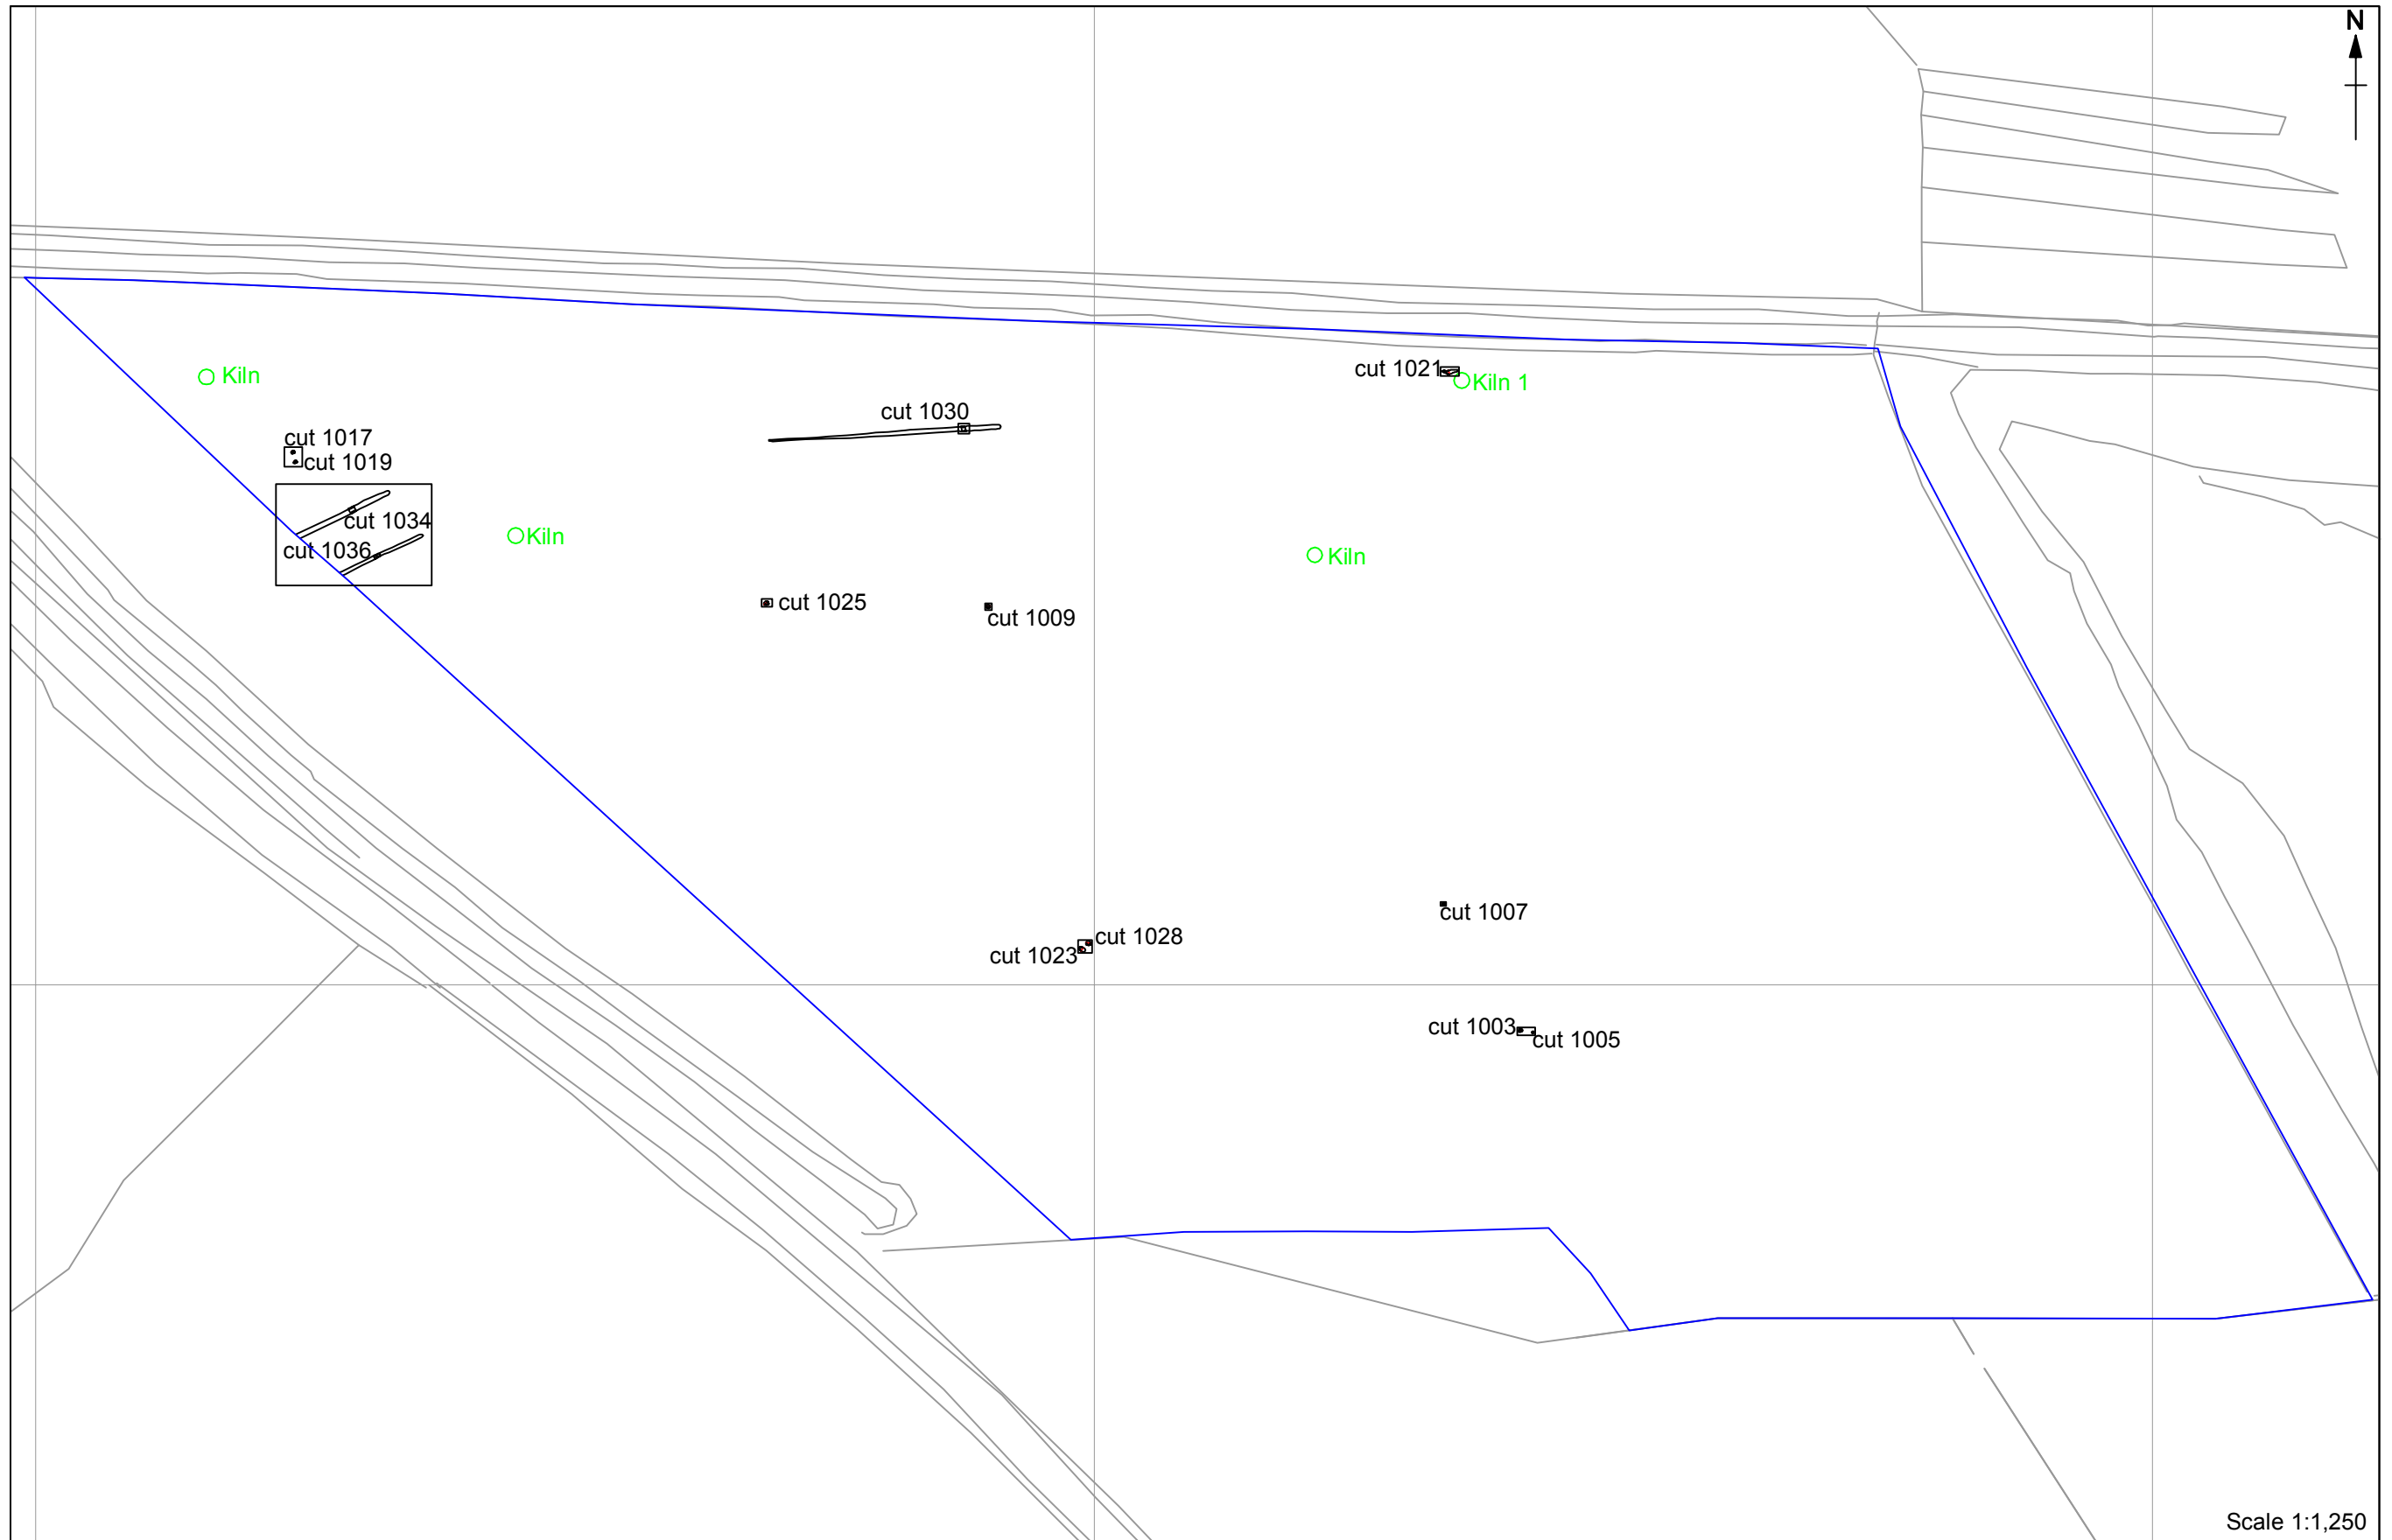 N
cut 1021
Kiln 1
Kiln
cut 1030
cut 1017
cut 1019
cut 1034
cut 1036
Kiln
Kiln
cut 1025
cut 1009
cut 1007
cut 1028
cut 1023
cut 1003
cut 1005
Scale 1:1,250